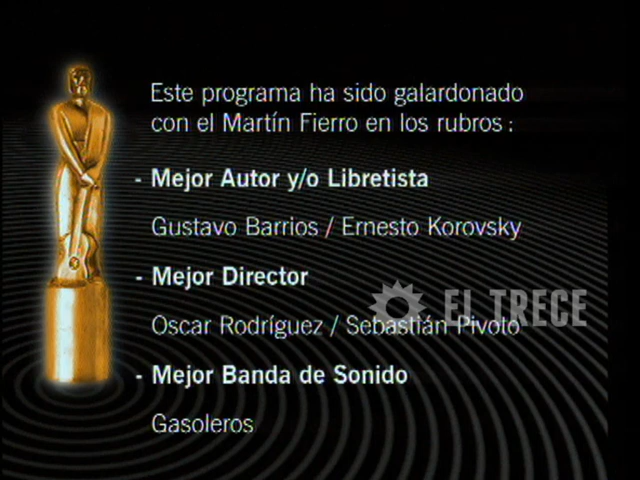 Este programa ha sido galardonado
con el Martín Fierro en los rubros :
- Mejor Autor y/o Libretista
Gustavo Barrios / Ernesto Korovsky
- Mejor Director
EL TRECE
Oscar Rodríguez / Sebastián Pivoto
- Mejor Banda de Sonido
Gasoleros